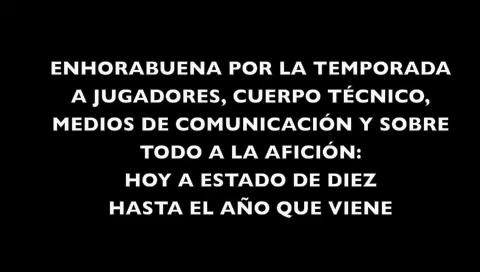 ENHORABUENA POR LA TEMPORADA
A JUGADORES, CUERPO TÉCNICO,
MEDIOS DE COMUNICACIÓN Y SOBRE
TODO A LA AFICIÓN:
HOY A ESTADO DE DIEZ
HASTA EL AÑO QUE VIENE